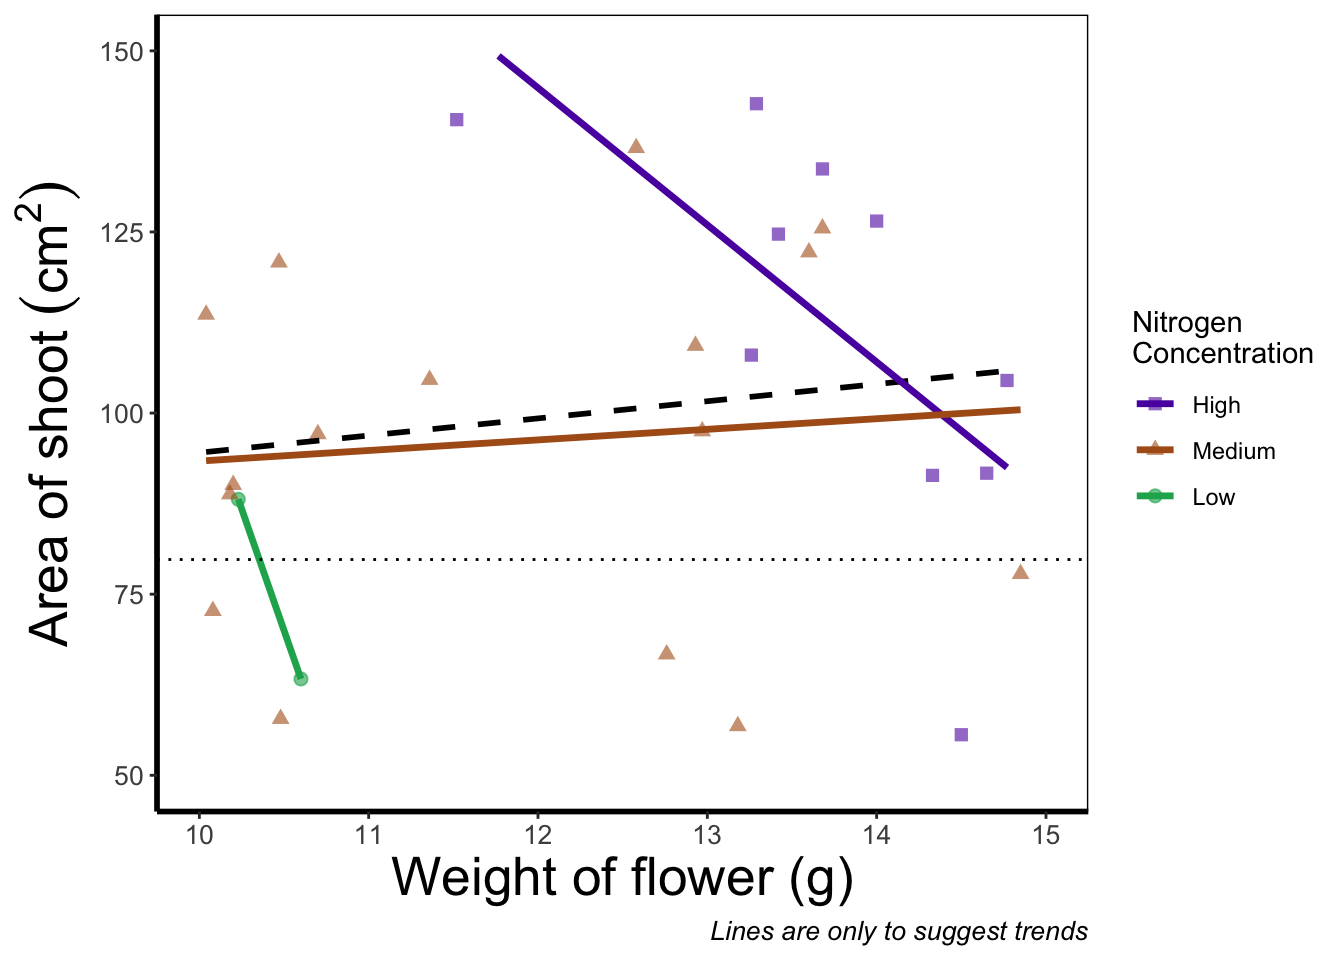 150
125
100
75
50
Area of shoot (cm²)
10 11 12 13 14 15
Weight of flower (g)
Lines are only to suggest trends
Nitrogen
Concentration
High
Medium
Low